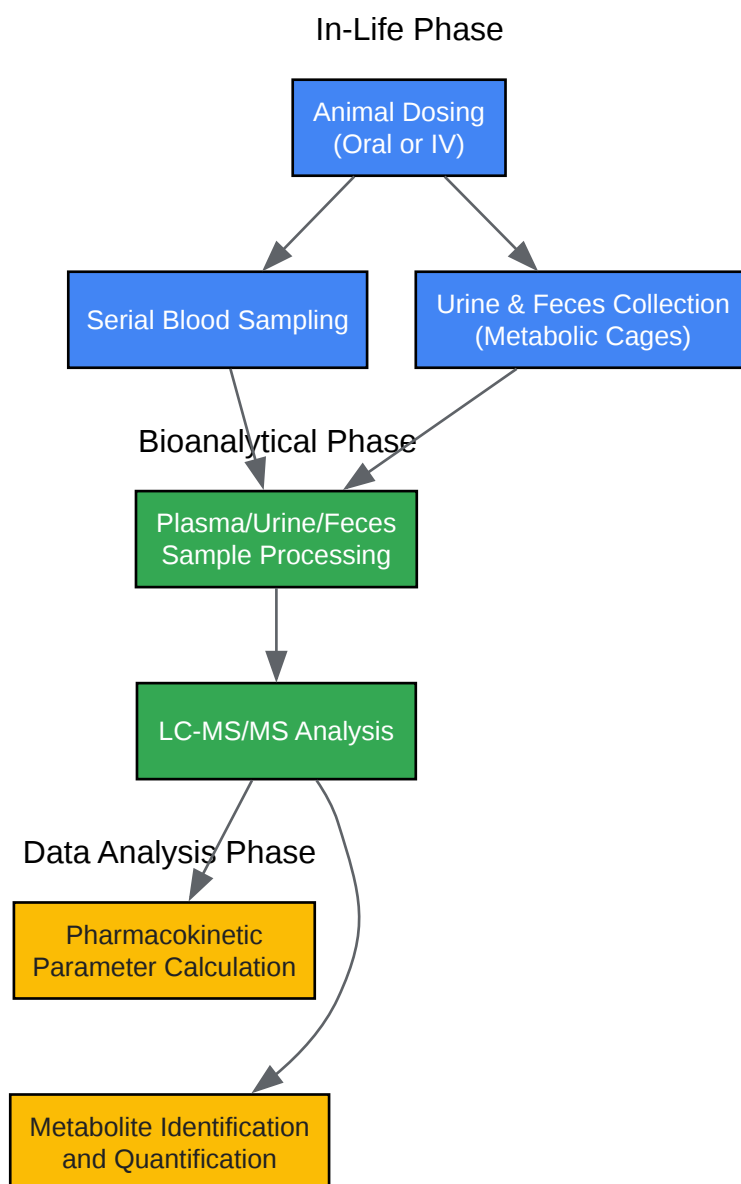 In-Life Phase
Animal Dosing
(Oral or IV)
Serial Blood Sampling
Urine & Feces Collection
(Metabolic Cages)
Bioanalytical Phase
Plasma/Urine/Feces
Sample Processing
LC-MS/MS Analysis
Data Analysis Phase
Pharmacokinetic
Parameter Calculation
Metabolite Identification
and Quantification